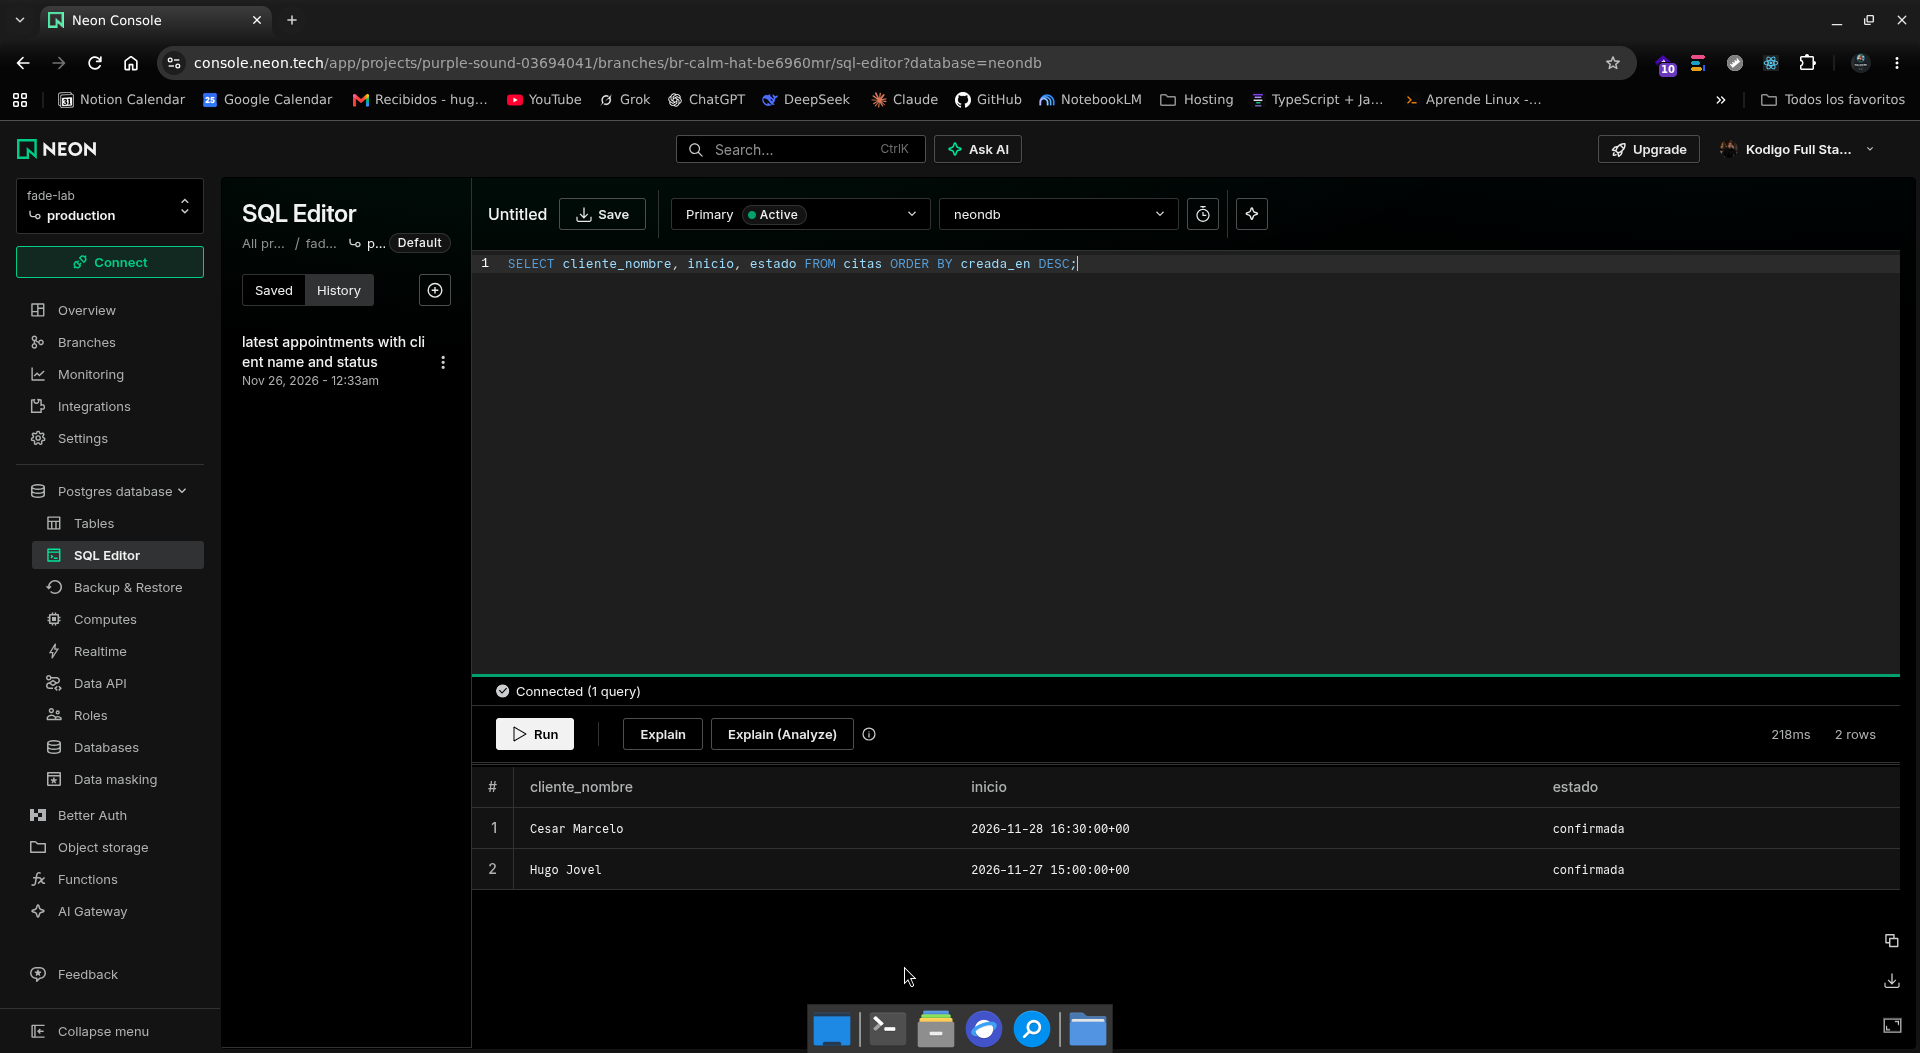 Neon Console
console.neon.tech/app/projects/purple-sound-03694041/branches/br-calm-hat-be6960mr/sql-editor?database=neondb
10
Notion Calendar
Google Calendar
Recibidos - hug...
YouTube
Grok
ChatGPT
DeepSeek
Claude
GitHub
NotebookLM
Hosting
TypeScript + Ja...
Aprende Linux -...
Todos los favoritos
NEON
Search...
CtrlK
Ask AI
Upgrade
Kodigo Full Sta...
fade-lab
production
Connect
Overview
Branches
Monitoring
Integrations
Settings
Postgres database
Tables
SQL Editor
Backup & Restore
Computes
Realtime
Data API
Roles
Databases
Data masking
Better Auth
Object storage
Functions
AI Gateway
Feedback
Collapse menu
SQL Editor
All pr... / fad... p... Default
Saved
History
latest appointments with cli
ent name and status
Nov 26, 2026 - 12:33am
Untitled
Save
Primary Active
neondb
1 SELECT cliente_nombre, inicio, estado FROM citas ORDER BY creada_en DESC;
Connected (1 query)
Run
Explain
Explain (Analyze)
218ms
2 rows
# cliente_nombre inicio estado
1 Cesar Marcelo 2026-11-28 16:30:00+00 confirmada
2 Hugo Jovel 2026-11-27 15:00:00+00 confirmada